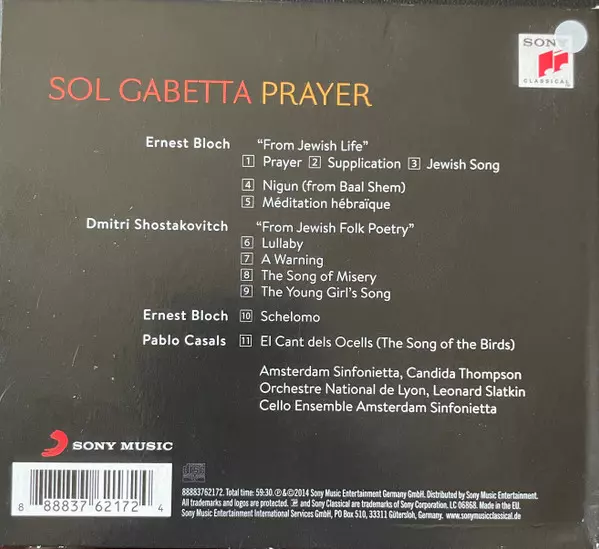 SONY
CLASSICAL
SOL GABETTA PRAYER
Ernest Bloch "From Jewish Life"
1 Prayer 2 Supplication 3 Jewish Song
4 Nigun (from Baal Shem)
5 Méditation hébraïque
Dmitri Shostakovitch "From Jewish Folk Poetry"
6 Lullaby
7 A Warning
8 The Song of Misery
9 The Young Girl's Song
Ernest Bloch 10 Schelomo
Pablo Casals 11 El Cant dels Ocells (The Song of the Birds)
Amsterdam Sinfonietta, Candida Thompson
Orchestre National de Lyon, Leonard Slatkin
Cello Ensemble Amsterdam Sinfonietta
SONY MUSIC
8 88837 62172 4
88883762172. Total time: 59:30. ℗&©2014 Sony Music Entertainment Germany GmbH. Distributed by Sony Music Entertainment.
All trademarks and logos are protected. and Sony Classical are trademarks of Sony Corporation, LC 06868. Made in the EU.
Sony Music Entertainment International Services GmbH, PO Box 510, 33311 Gütersloh, Germany. www.sonymusicclassical.de